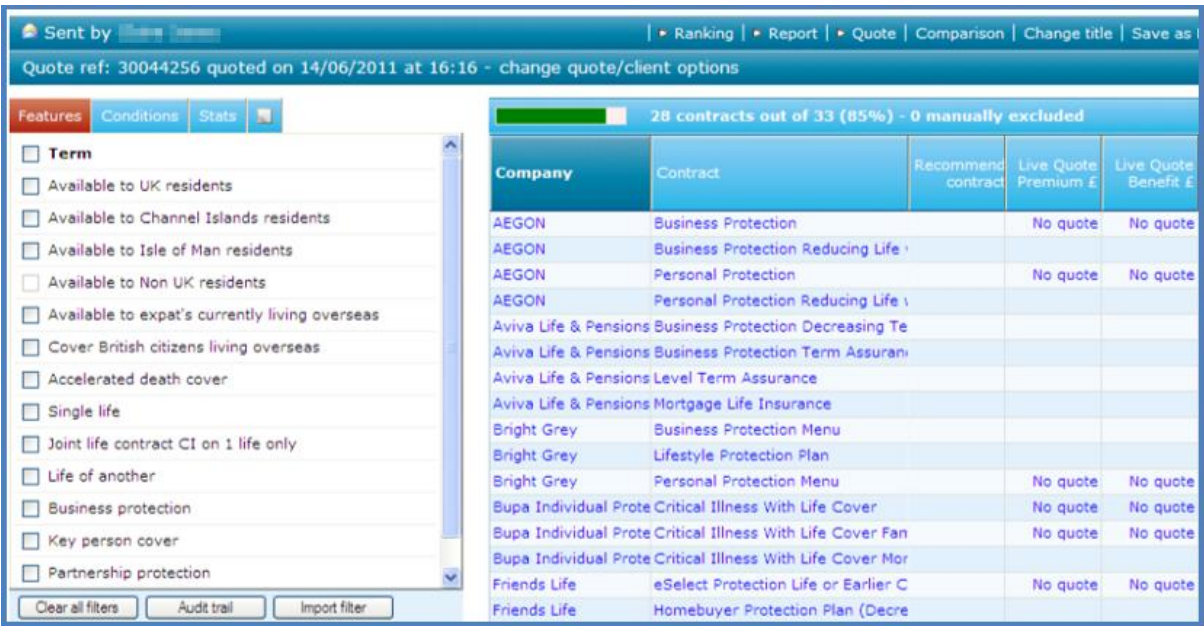 Sent by
Ranking | Report | Quote | Comparison | Change title | Save as
Quote ref: 30044256 quoted on 14/06/2011 at 16:16 - change quote/client options
Features Conditions Stats
Term
Available to UK residents
Available to Channel Islands residents
Available to Isle of Man residents
Available to Non UK residents
Available to expat's currently living overseas
Cover British citizens living overseas
Accelerated death cover
Single life
Joint life contract CI on 1 life only
Life of another
Business protection
Key person cover
Partnership protection
Clear all filters Audit trail Import filter
28 contracts out of 33 (85%) - 0 manually excluded
Company Contract Recommend contract Live Quote Premium £ Live Quote Benefit £
AEGON Business Protection No quote No quote
AEGON Business Protection Reducing Life
AEGON Personal Protection No quote No quote
AEGON Personal Protection Reducing Life
Aviva Life & Pensions Business Protection Decreasing Te
Aviva Life & Pensions Business Protection Term Assuran
Aviva Life & Pensions Level Term Assurance
Aviva Life & Pensions Mortgage Life Insurance
Bright Grey Business Protection Menu
Bright Grey Lifestyle Protection Plan
Bright Grey Personal Protection Menu No quote No quote
Bupa Individual Prote Critical Illness With Life Cover No quote No quote
Bupa Individual Prote Critical Illness With Life Cover Fan No quote No quote
Bupa Individual Prote Critical Illness With Life Cover Mor
Friends Life eSelect Protection Life or Earlier C No quote No quote
Friends Life Homebuyer Protection Plan (Decre